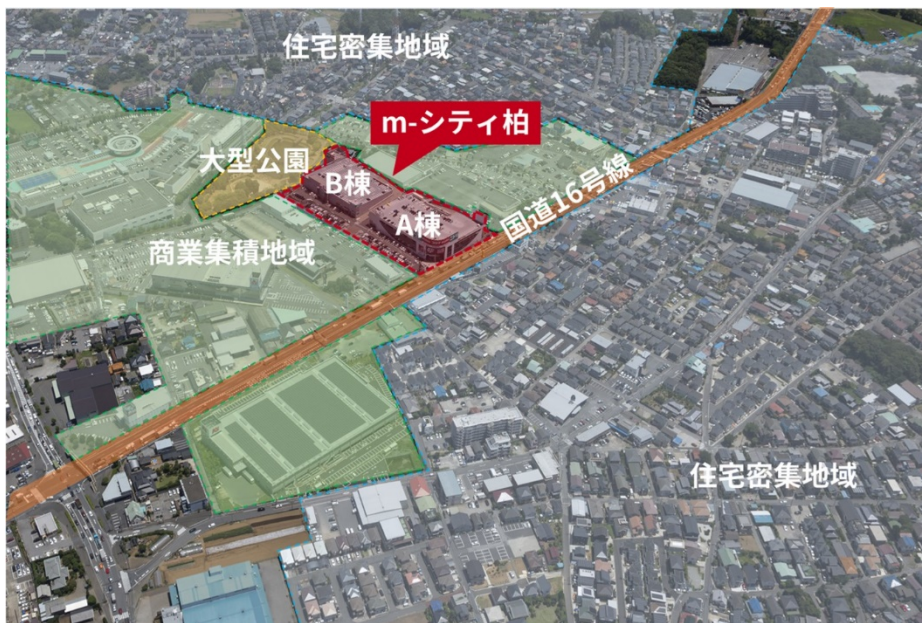 住宅密集地域
m-シティ柏
大型公園
B棟
A棟
国道16号線
商業集積地域
住宅密集地域